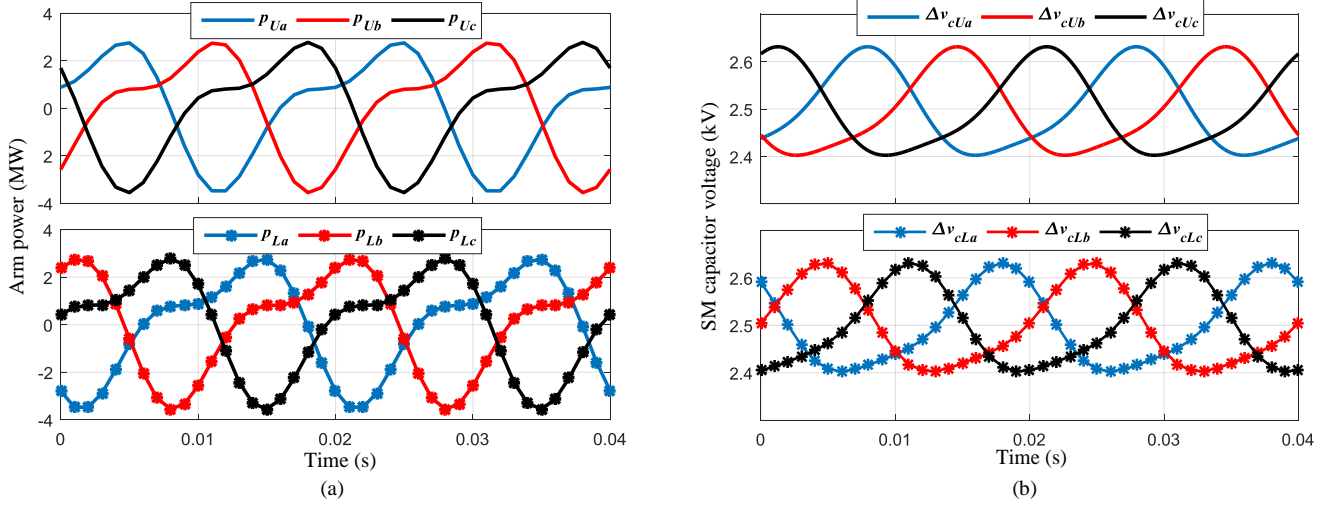 p_Ua p_Ub p_Uc
4
2
0
2
-4
p_La p_Lb p_Lc
4
2
0
-2
-4
0 0.01 0.02 0.03 0.04
Arm power (MW)
Time (s)
(a)
Δv_cUa Δv_cUb Δv_cUc
2.6
2.5
2.4
Δv_cLa Δv_cLb Δv_cLc
2.6
2.5
2.4
0 0.01 0.02 0.03 0.04
SM capacitor voltage (kV)
Time (s)
(b)